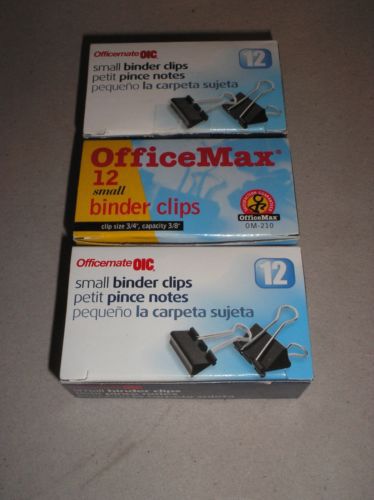 Officemate OIC
12
small binder clips
petit pince notes
pequeño la carpeta sujeta
OfficeMax®
12
small
binder clips
clip size 3/4", capacity 3/8"
OfficeMax
OM-210
Officemate OIC
12
small binder clips
petit pince notes
pequeño la carpeta sujeta
small binder clips